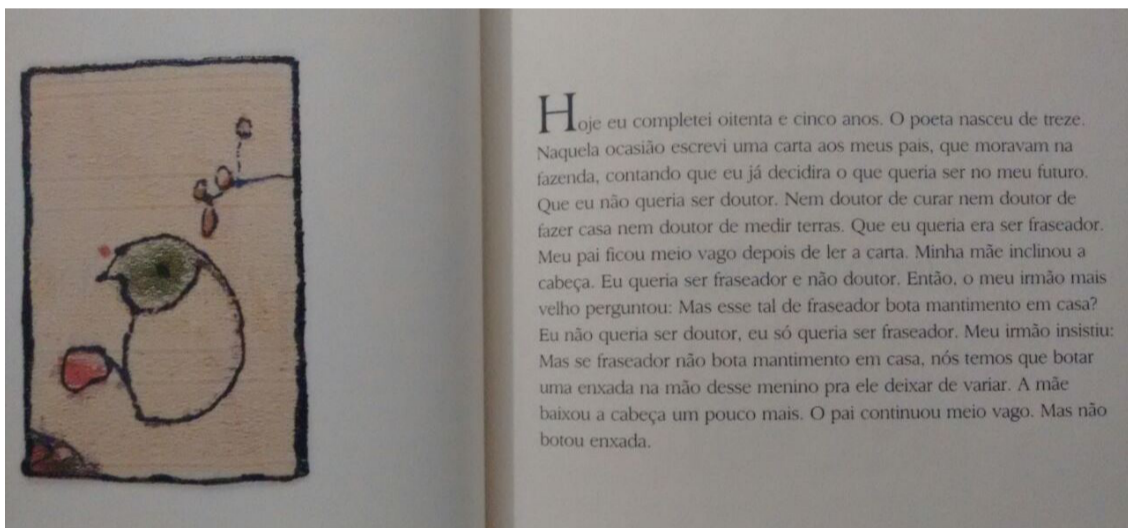 Hoje eu completei oitenta e cinco anos. O poeta nasceu de treze.
Naquela ocasião escrevi uma carta aos meus pais, que moravam na
fazenda, contando que eu já decidira o que queria ser no meu futuro.
Que eu não queria ser doutor. Nem doutor de curar nem doutor de
fazer casa nem doutor de medir terras. Que eu queria era ser fraseador.
Meu pai ficou meio vago depois de ler a carta. Minha mãe inclinou a
cabeça. Eu queria ser fraseador e não doutor. Então, o meu irmão mais
velho perguntou: Mas esse tal de fraseador bota mantimento em casa?
Eu não queria ser doutor, eu só queria ser fraseador. Meu irmão insistiu:
Mas se fraseador não bota mantimento em casa, nós temos que botar
uma enxada na mão desse menino pra ele deixar de variar. A mãe
baixou a cabeça um pouco mais. O pai continuou meio vago. Mas não
botou enxada.